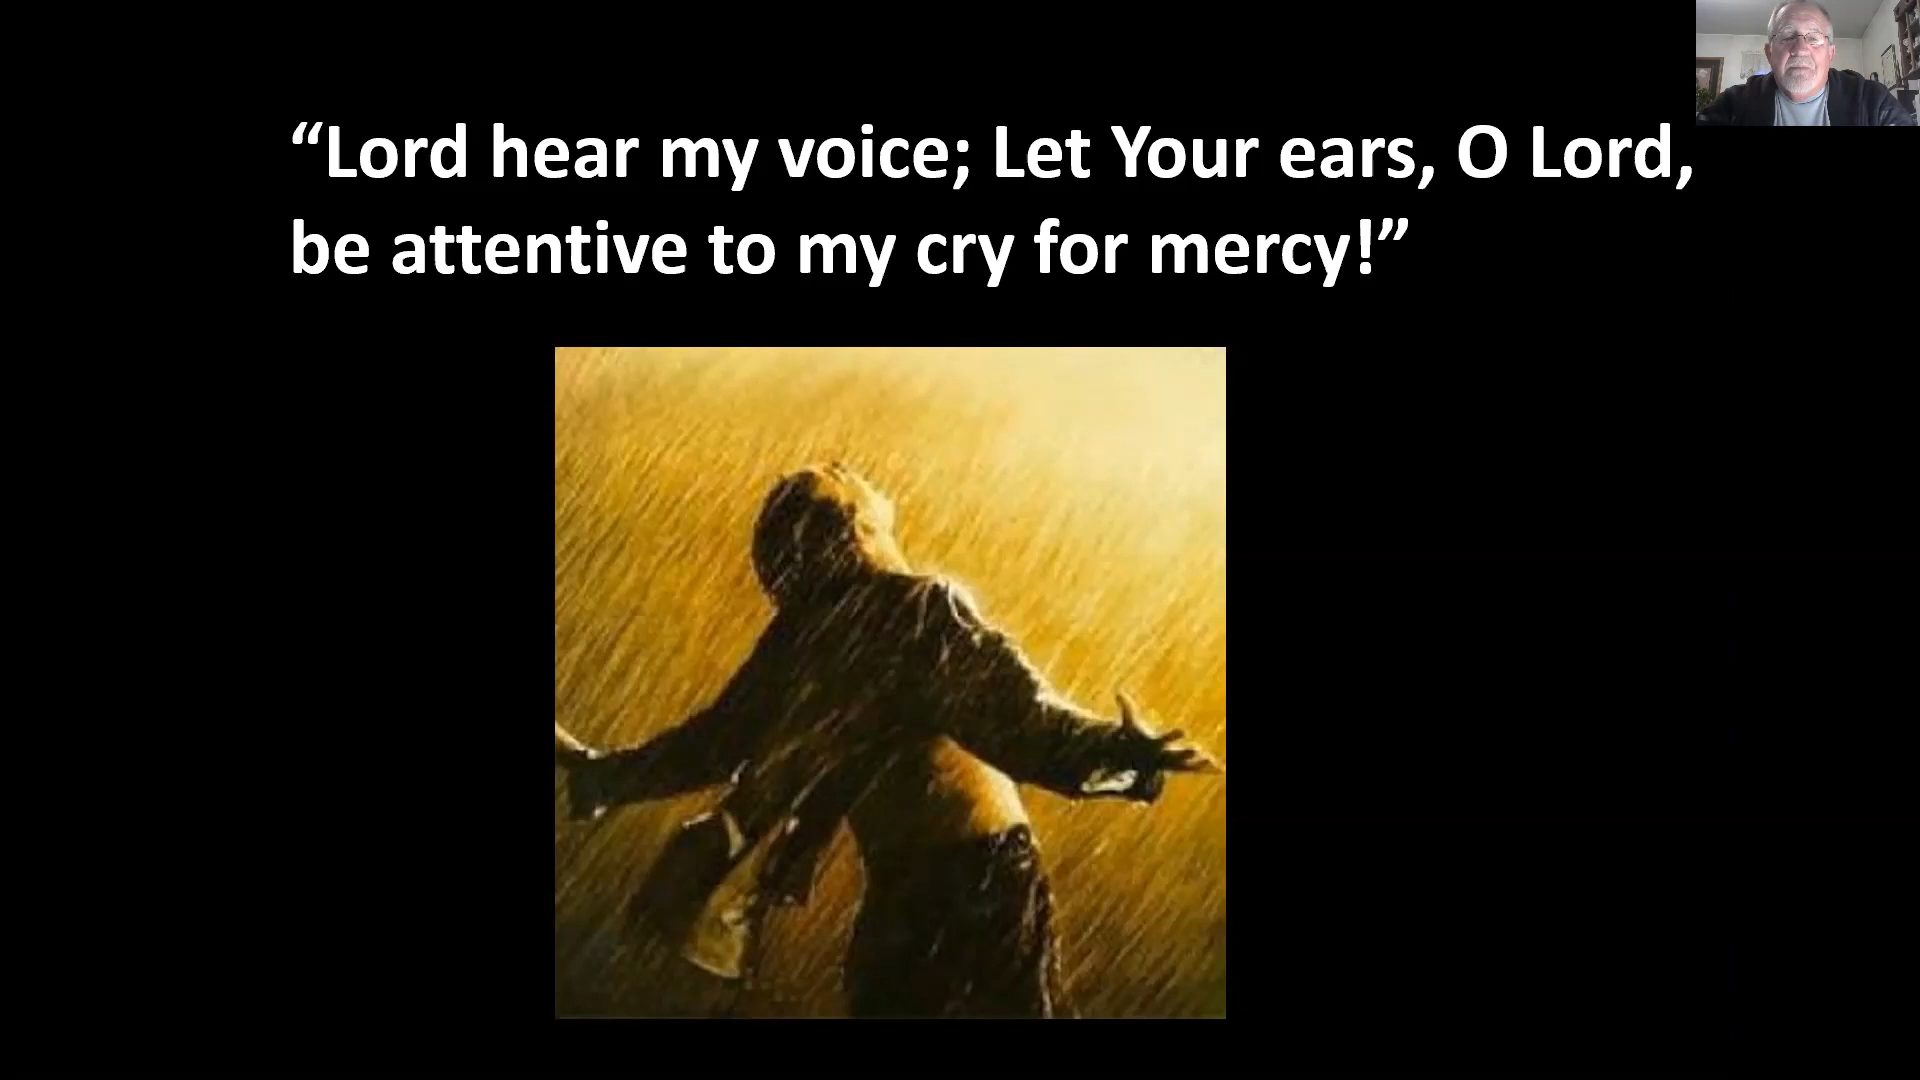 “Lord hear my voice; Let Your ears, O Lord,
be attentive to my cry for mercy!”